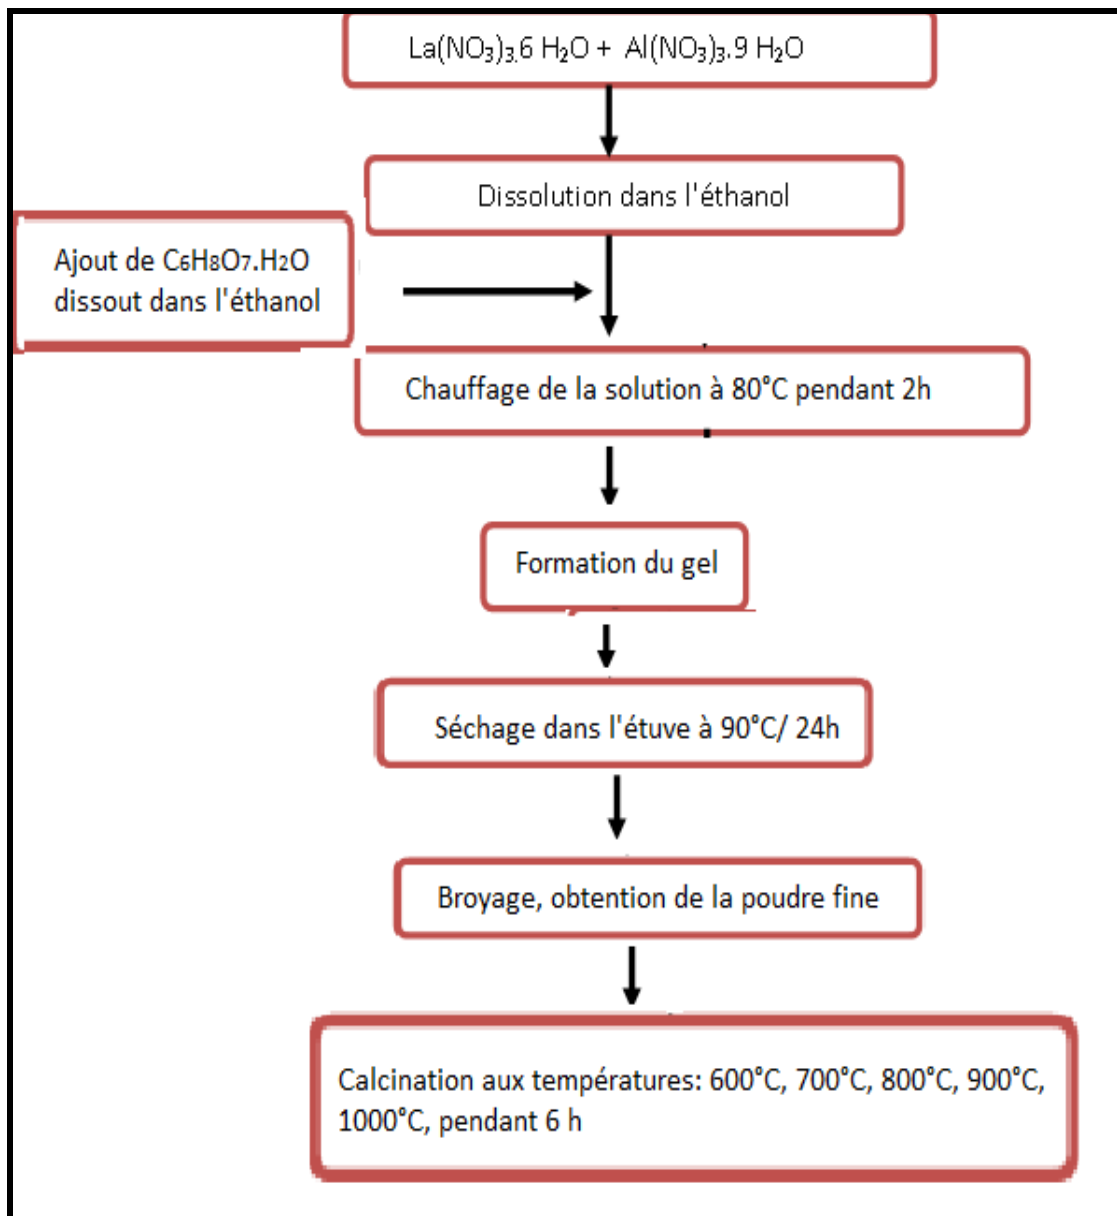 La(NO₃)₃.6 H₂O + Al(NO₃)₃.9 H₂O
Dissolution dans l'éthanol
Ajout de C₆H₈O₇.H₂O
dissout dans l'éthanol
Chauffage de la solution à 80°C pendant 2h
Formation du gel
Séchage dans l'étuve à 90°C/ 24h
Broyage, obtention de la poudre fine
Calcination aux températures: 600°C, 700°C, 800°C, 900°C,
1000°C, pendant 6 h